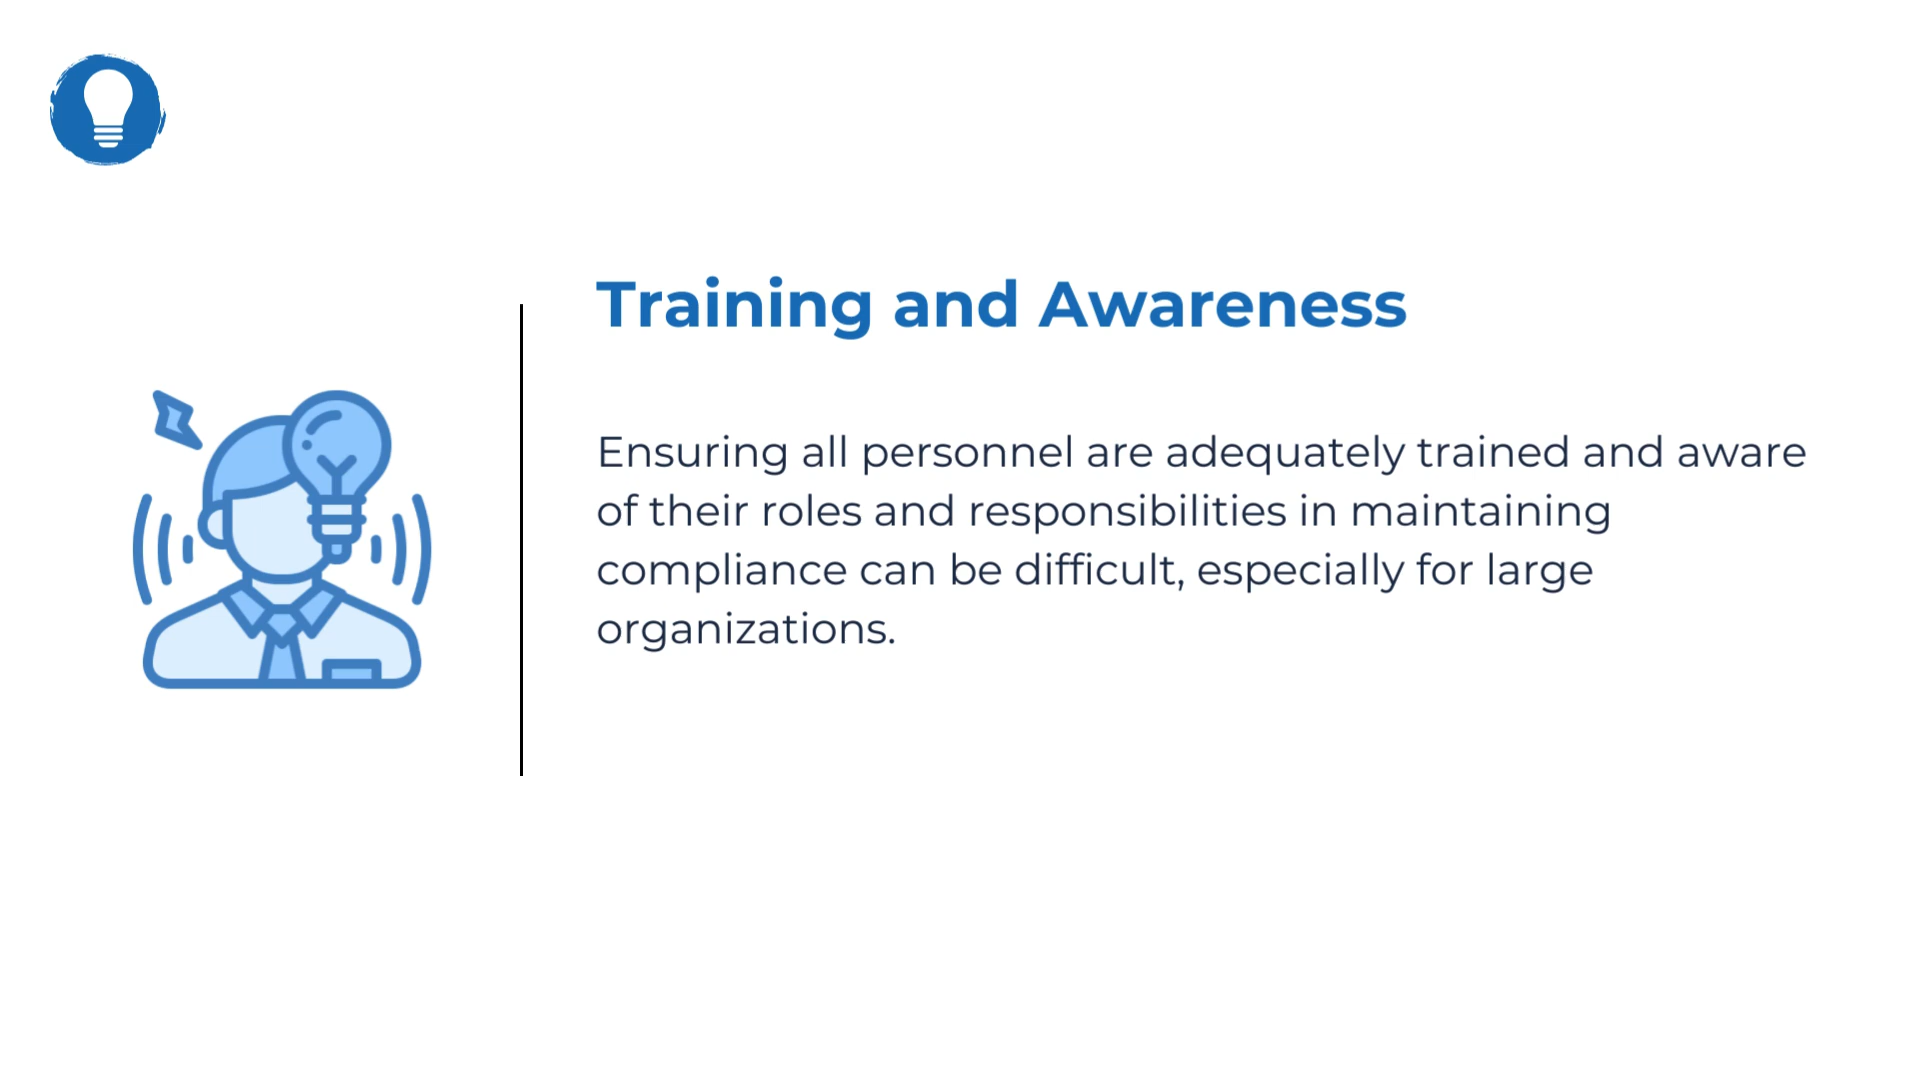 Training and Awareness
Ensuring all personnel are adequately trained and aware
of their roles and responsibilities in maintaining
compliance can be difficult, especially for large
organizations.